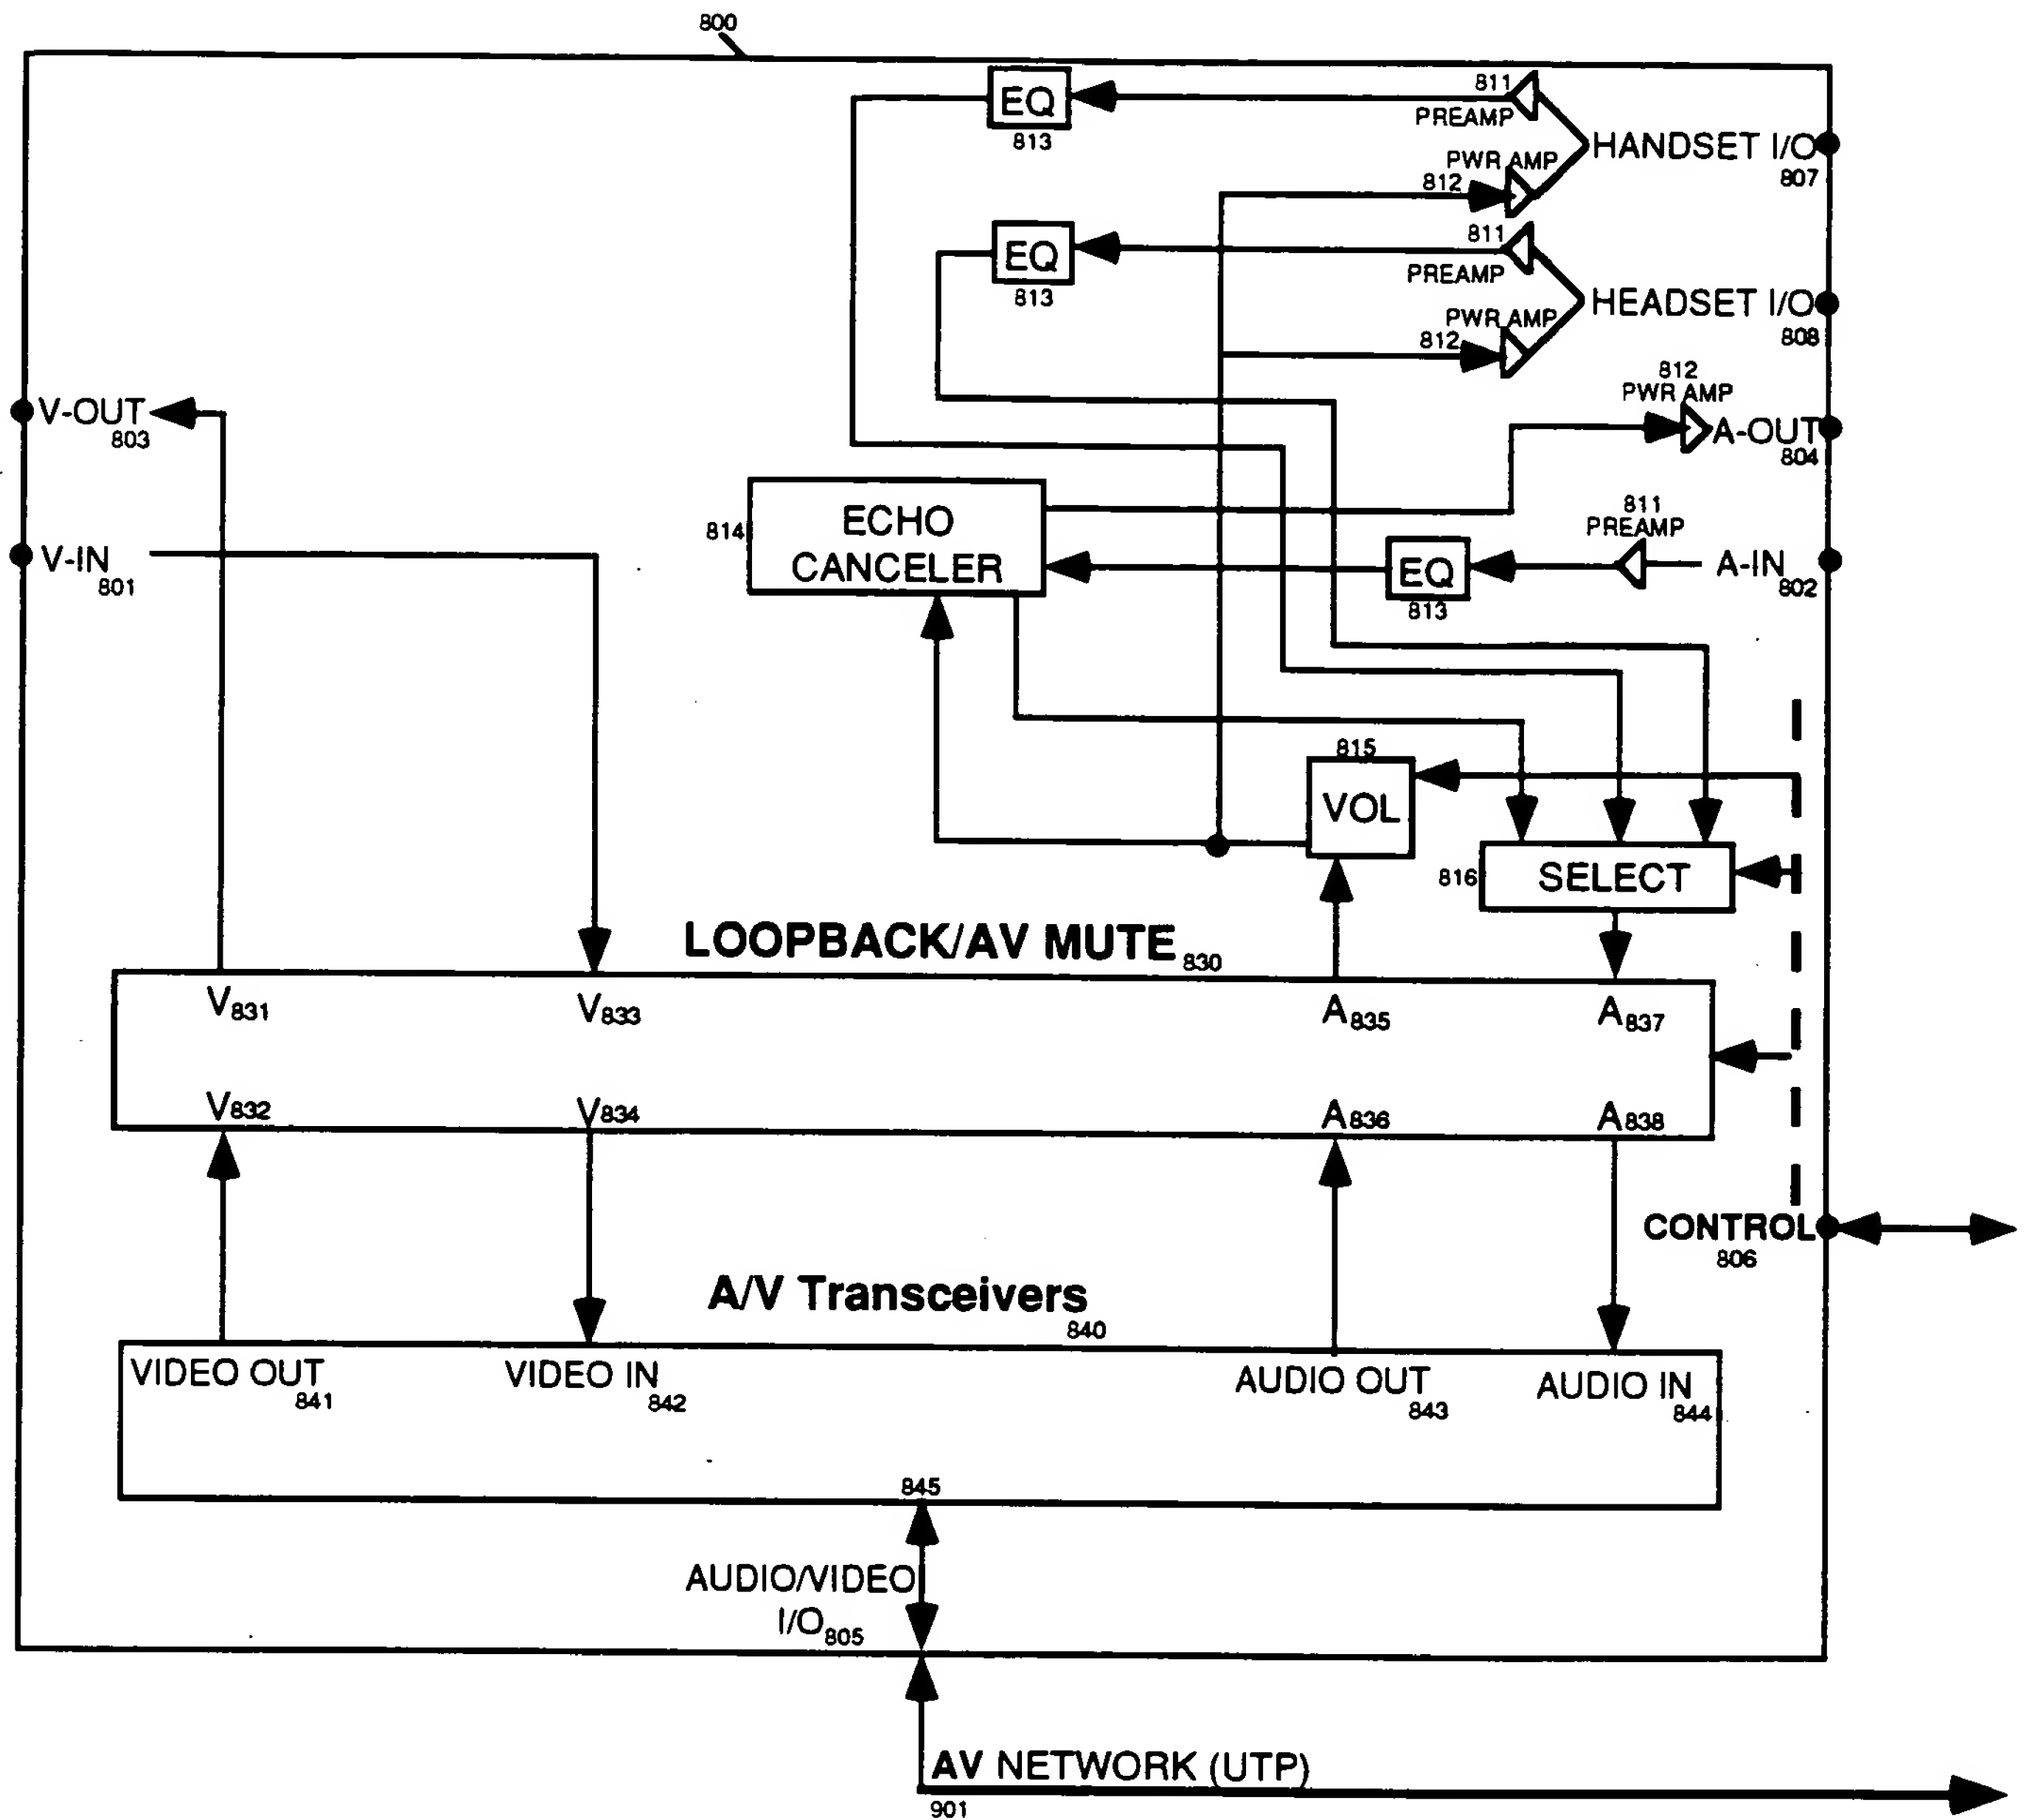 800
EQ
813
811
PREAMP
HANDSET I/O
807
PWR AMP
812
EQ
813
811
PREAMP
HEADSET I/O
808
PWR AMP
812
812
PWR AMP
A-OUT
804
V-OUT
803
814
ECHO
CANCELER
811
PREAMP
EQ
813
A-IN
802
V-IN
801
815
VOL
816
SELECT
LOOPBACK/AV MUTE 830
V831
V833
A835
A837
V832
V834
A836
A838
CONTROL
806
A/V Transceivers
840
VIDEO OUT
841
VIDEO IN
842
AUDIO OUT
843
AUDIO IN
844
845
AUDIO/VIDEO
I/O805
AV NETWORK (UTP)
901